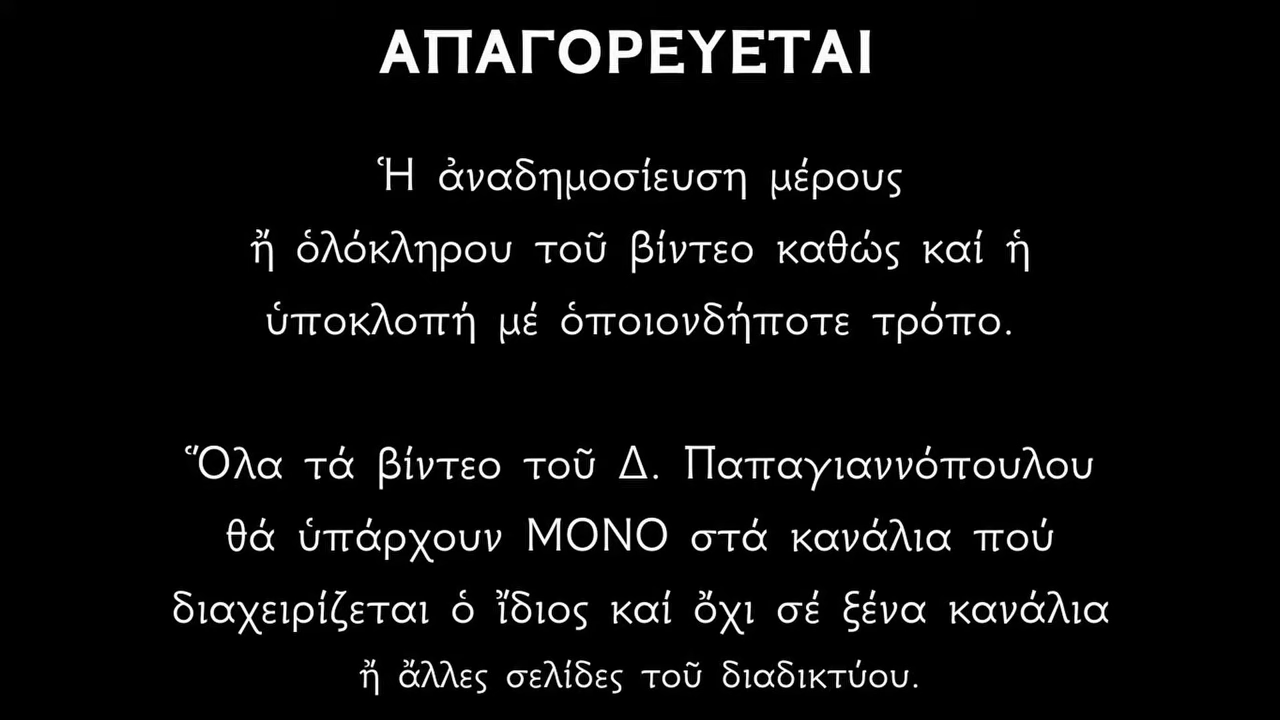 ΑΠΑΓΟΡΕΥΕΤΑΙ
Ἡ ἀναδημοσίευση μέρους
ἤ ὁλόκληρου τοῦ βίντεο καθώς καί ἡ
ὑποκλοπή μέ ὁποιονδήποτε τρόπο.
Ὅλα τά βίντεο τοῦ Δ. Παπαγιαννόπουλου
θά ὑπάρχουν ΜΟΝΟ στά κανάλια πού
διαχειρίζεται ὁ ἴδιος καί ὄχι σέ ξένα κανάλια
ἤ ἄλλες σελίδες τοῦ διαδικτύου.